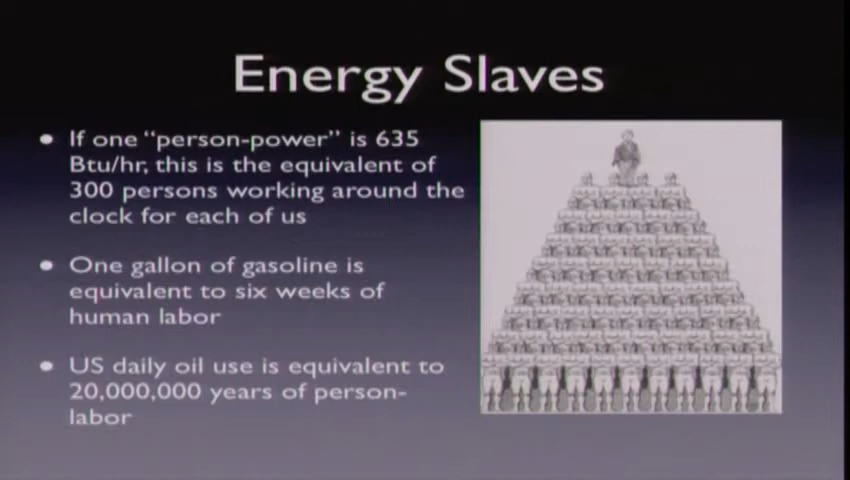 Energy Slaves
• If one “person-power” is 635
Btu/hr, this is the equivalent of
300 persons working around the
clock for each of us
• One gallon of gasoline is
equivalent to six weeks of
human labor
• US daily oil use is equivalent to
20,000,000 years of person-
labor